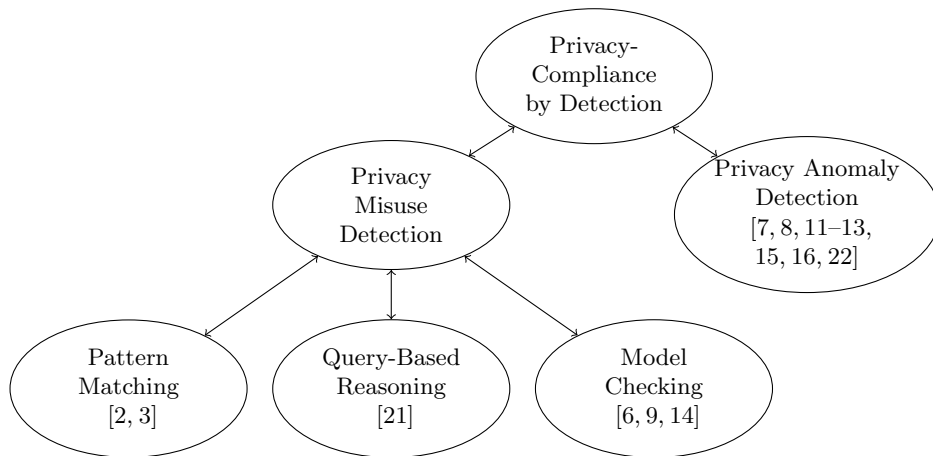 Privacy-
Compliance
by Detection
Privacy
Misuse
Detection
Privacy Anomaly
Detection
[7, 8, 11–13,
15, 16, 22]
Pattern
Matching
[2, 3]
Query-Based
Reasoning
[21]
Model
Checking
[6, 9, 14]